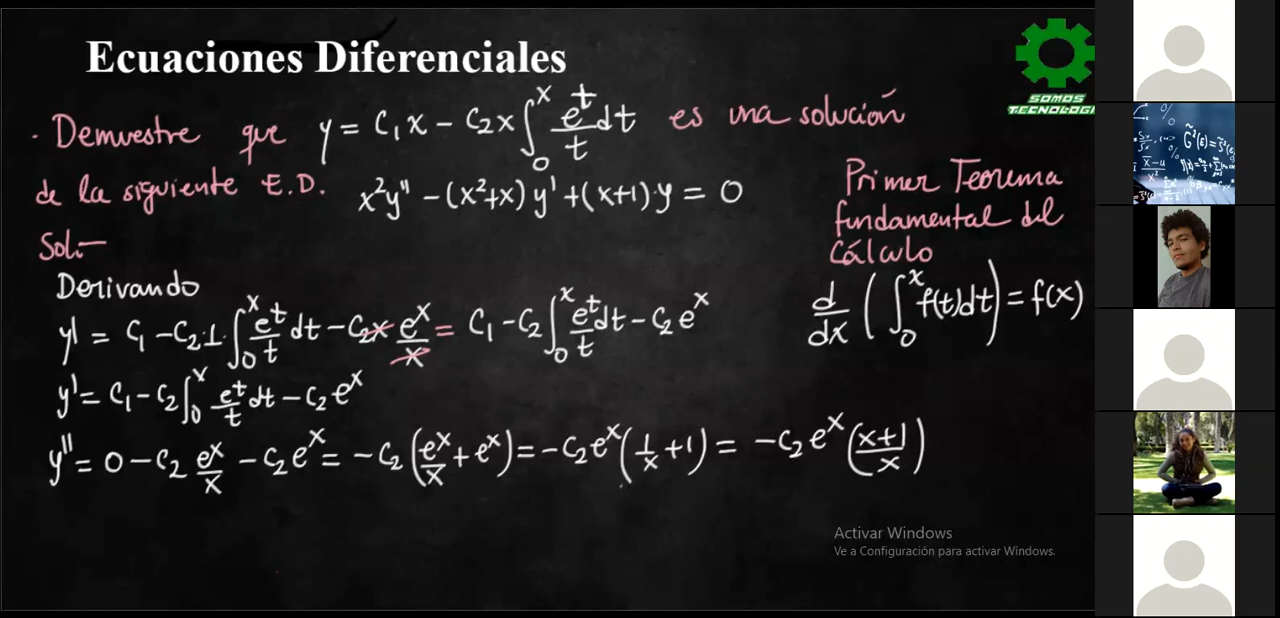 Ecuaciones Diferenciales
SOMOS
TECNOLOGI
· Demuestre que y = C₁x − C₂x ∫₀ˣ eᵗ/t dt es una solución
de la siguiente E.D. x²y'' − (x²+x) y' + (x+1)·y = 0
Primer Teorema
fundamental del
Cálculo
d/dx (∫₀ˣ f(t)dt) = f(x)
Sol:−
Derivando
y' = C₁ − C₂·1·∫₀ˣ eᵗ/t dt − C₂x eˣ/x = C₁ − C₂ ∫₀ˣ eᵗ/t dt − C₂eˣ
y' = C₁ − C₂ ∫₀ˣ eᵗ/t dt − C₂eˣ
y'' = 0 − C₂ eˣ/x − C₂eˣ = −C₂(eˣ/x + eˣ) = −C₂eˣ(1/x + 1) = −C₂eˣ((x+1)/x)
Activar Windows
Ve a Configuración para activar Windows.